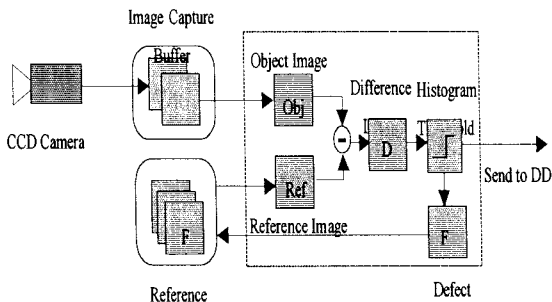 Image Capture
Buffer
Object Image
Difference
Histogram
Obj
CCD Camera
D
Send to DD
Ref
F
Reference Image
F
Defect
Reference